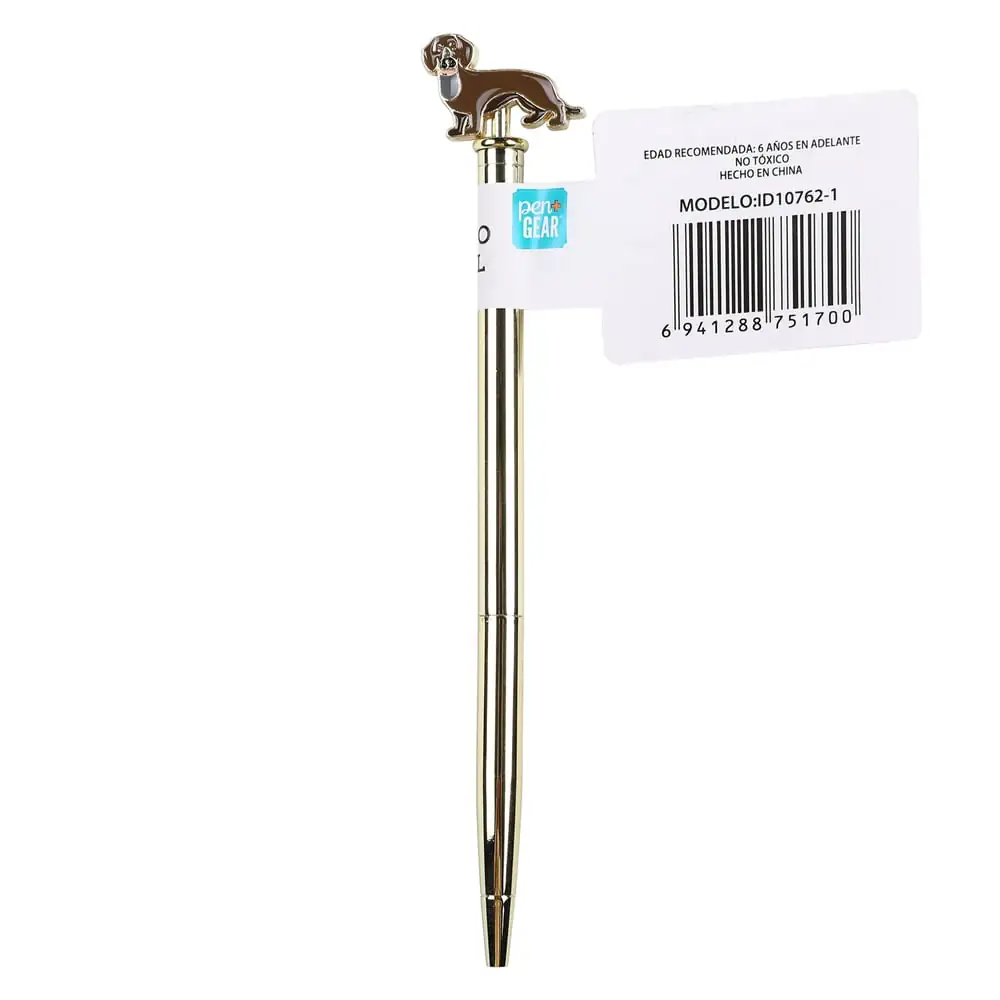 EDAD RECOMENDADA: 6 AÑOS EN ADELANTE
NO TÓXICO
HECHO EN CHINA
MODELO:ID10762-1
6 941288 751700
pen+
GEAR
O
L